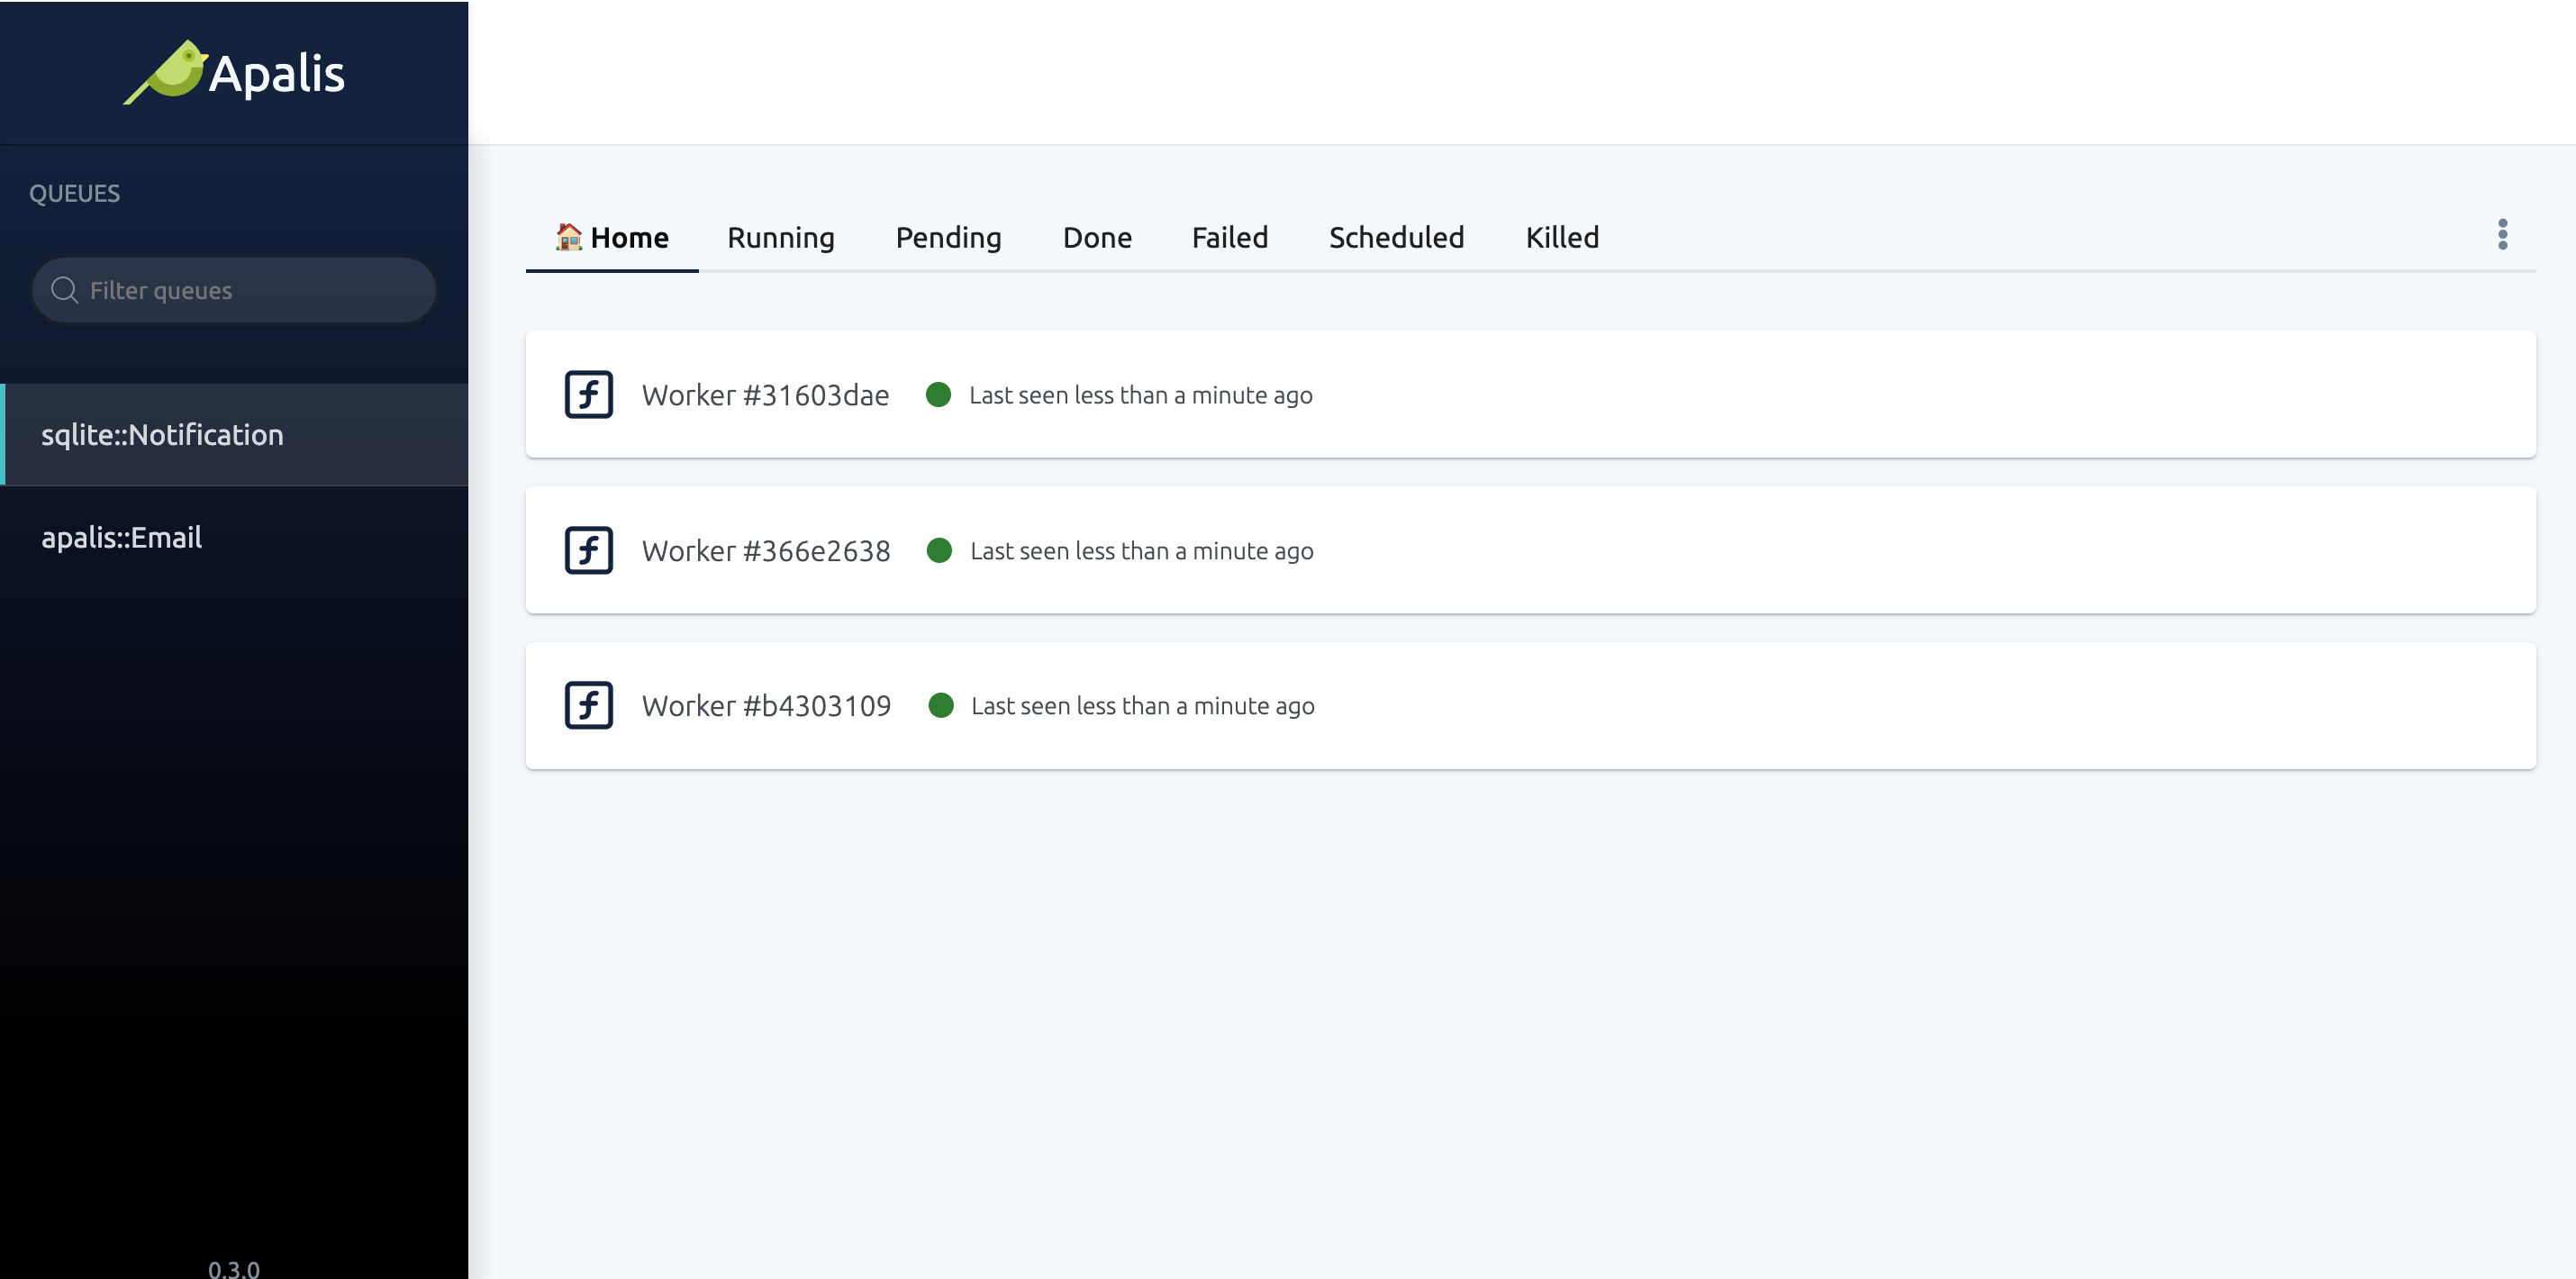 Apalis
QUEUES
Filter queues
sqlite::Notification
apalis::Email
0.3.0
Home Running Pending Done Failed Scheduled Killed
Worker #31603dae Last seen less than a minute ago
Worker #366e2638 Last seen less than a minute ago
Worker #b4303109 Last seen less than a minute ago